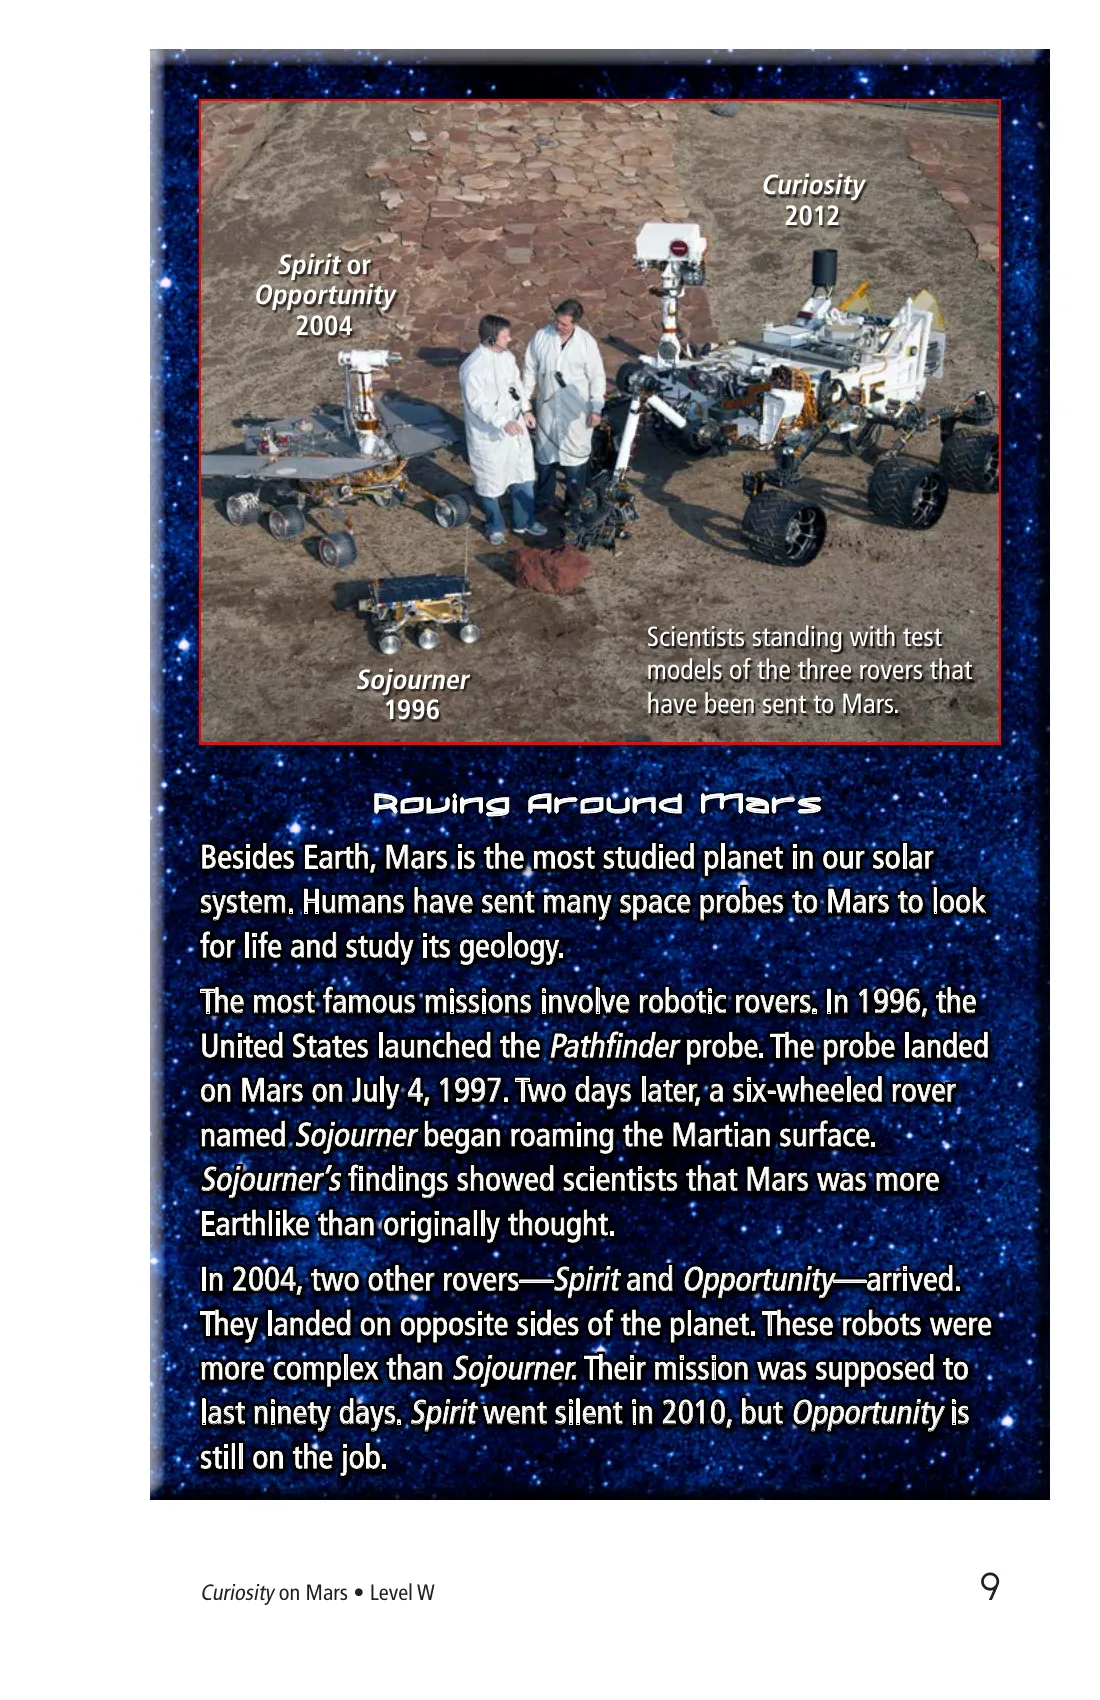 Curiosity
2012
Spirit or
Opportunity
2004
Scientists standing with test
models of the three rovers that
have been sent to Mars.
Sojourner
1996
Roving Around Mars
Besides Earth, Mars is the most studied planet in our solar
system. Humans have sent many space probes to Mars to look
for life and study its geology.
The most famous missions involve robotic rovers. In 1996, the
United States launched the Pathfinder probe. The probe landed
on Mars on July 4, 1997. Two days later, a six-wheeled rover
named Sojourner began roaming the Martian surface.
Sojourner’s findings showed scientists that Mars was more
Earthlike than originally thought.
In 2004, two other rovers—Spirit and Opportunity—arrived.
They landed on opposite sides of the planet. These robots were
more complex than Sojourner. Their mission was supposed to
last ninety days. Spirit went silent in 2010, but Opportunity is
still on the job.
Curiosity on Mars • Level W
9